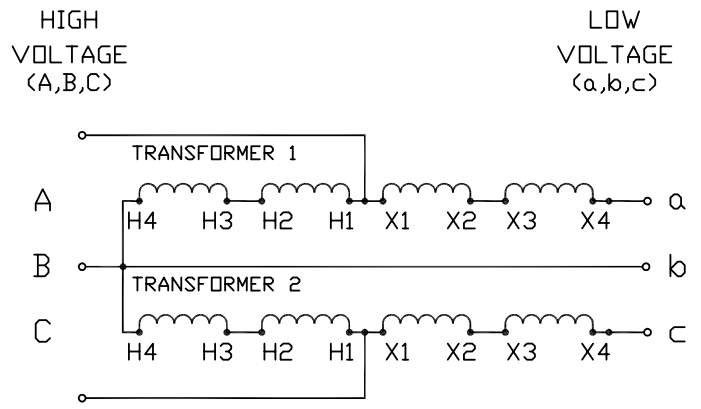 HIGH
VOLTAGE
(A,B,C)
LOW
VOLTAGE
(a,b,c)
TRANSFORMER 1
A
H4 H3 H2 H1 X1 X2 X3 X4
a
B
b
TRANSFORMER 2
C
H4 H3 H2 H1 X1 X2 X3 X4
c